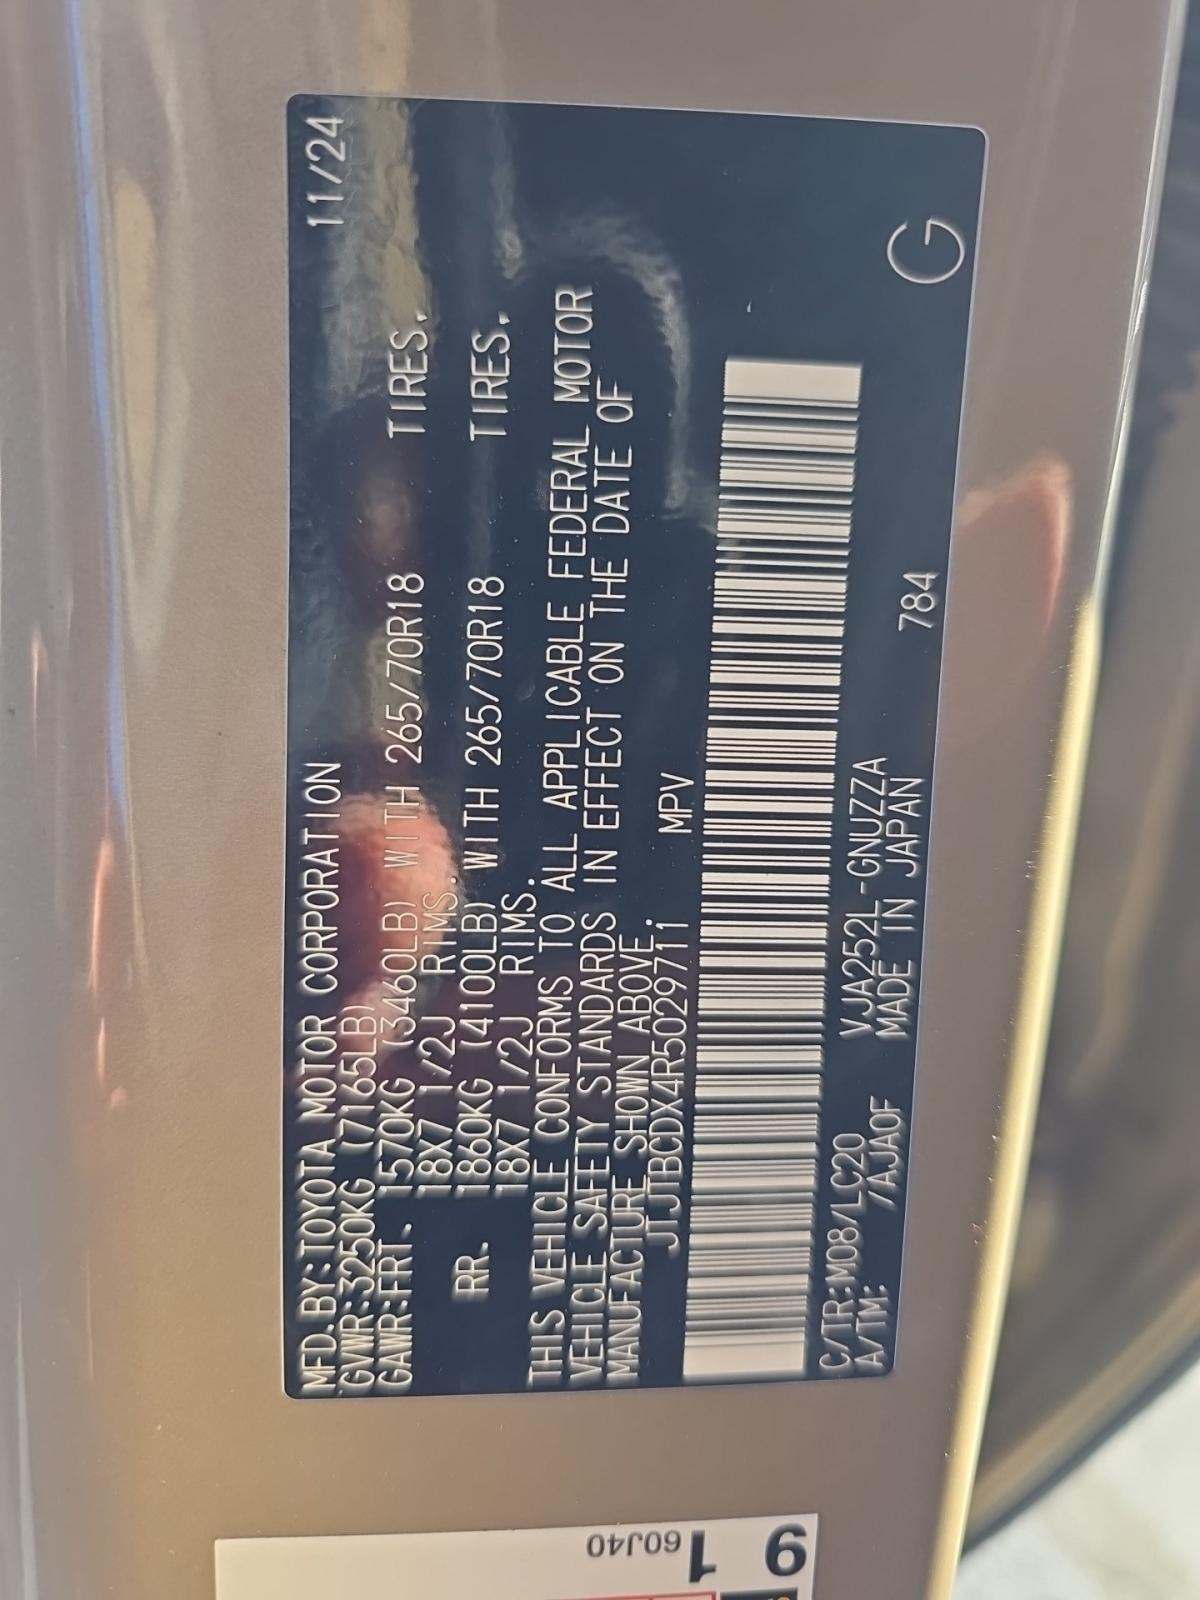 MFD.BY:TOYOTA MOTOR CORPORATION 11/24
GVWR:3250KG (7165LB)
GAWR:FRT. 1570KG (3460LB) WITH 265/70R18 TIRES,
18X7 1/2J RIMS.
RR. 1860KG (4100LB) WITH 265/70R18 TIRES,
18X7 1/2J RIMS.
THIS VEHICLE CONFORMS TO ALL APPLICABLE FEDERAL MOTOR
VEHICLE SAFETY STANDARDS IN EFFECT ON THE DATE OF
MANUFACTURE SHOWN ABOVE.
JTJTBCDX4R5029711 MPV
C/TR:M08/LC20 VJA252L-GNUZZA 784
A/TM: /AJA0F MADE IN JAPAN
G
60J40
1
9